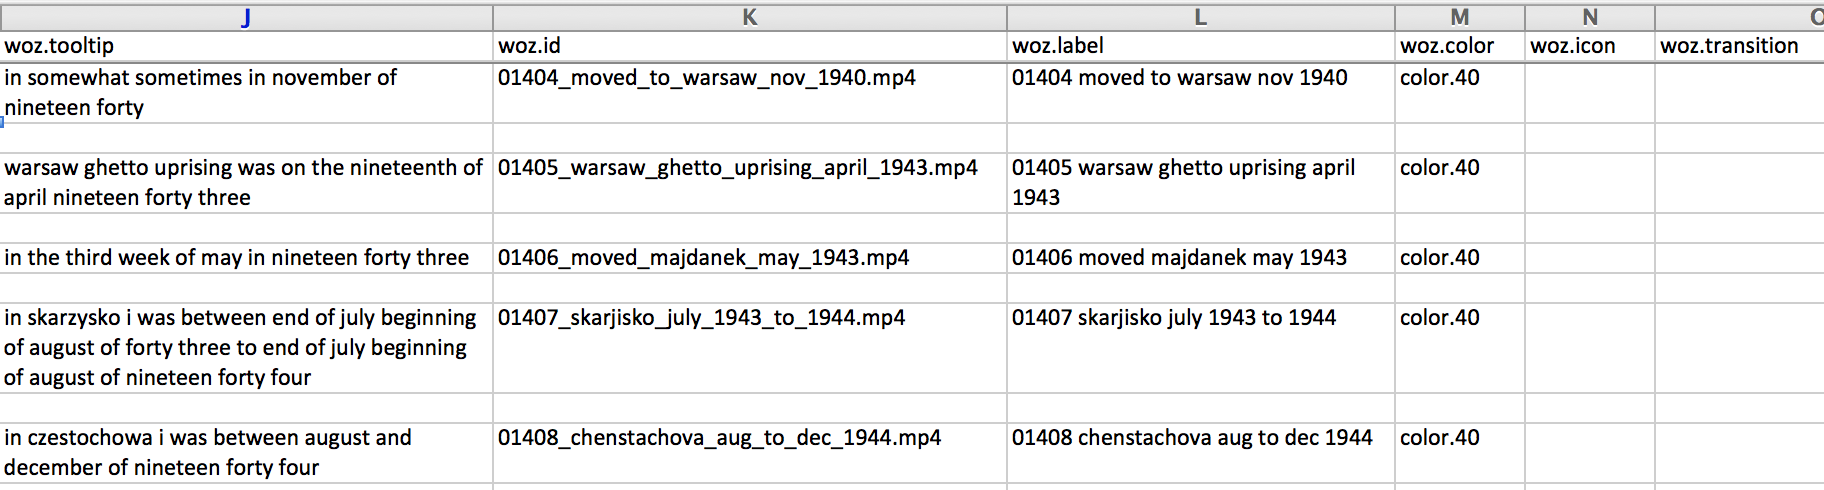 J K L M N O
woz.tooltip woz.id woz.label woz.color woz.icon woz.transition
in somewhat sometimes in november of 01404_moved_to_warsaw_nov_1940.mp4 01404 moved to warsaw nov 1940 color.40
nineteen forty
warsaw ghetto uprising was on the nineteenth of 01405_warsaw_ghetto_uprising_april_1943.mp4 01405 warsaw ghetto uprising april color.40
april nineteen forty three 1943
in the third week of may in nineteen forty three 01406_moved_majdanek_may_1943.mp4 01406 moved majdanek may 1943 color.40
in skarzysko i was between end of july beginning 01407_skarjisko_july_1943_to_1944.mp4 01407 skarjisko july 1943 to 1944 color.40
of august of forty three to end of july beginning
of august of nineteen forty four
in czestochowa i was between august and 01408_chenstachova_aug_to_dec_1944.mp4 01408 chenstachova aug to dec 1944 color.40
december of nineteen forty four